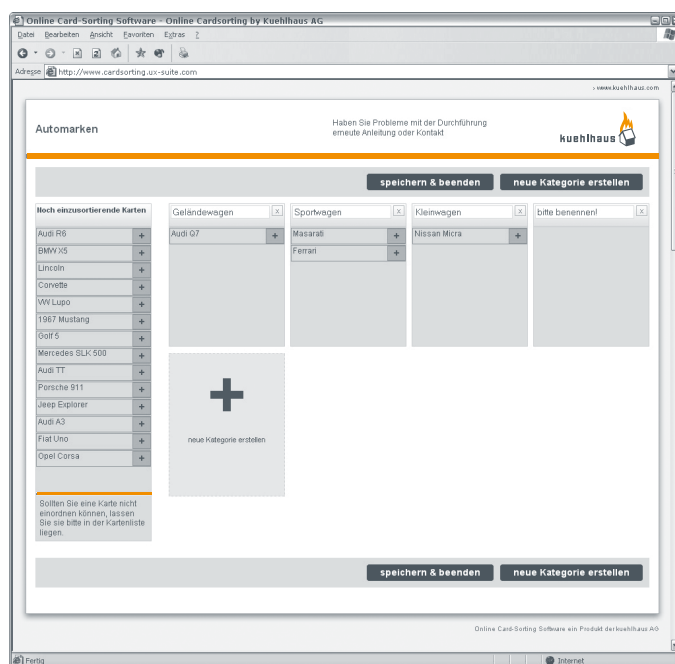 Online Card-Sorting Software - Online Cardsorting by Kuehlhaus AG
Datei Bearbeiten Ansicht Favoriten Extras ?
Adresse http://www.cardsorting.ux-suite.com
› www.kuehlhaus.com
Automarken
Haben Sie Probleme mit der Durchführung
erneute Anleitung oder Kontakt
kuehlhaus
speichern & beenden neue Kategorie erstellen
Noch einzusortierende Karten
Geländewagen x Sportwagen x Kleinwagen x bitte benennen! x
Audi R6 +
BMW X5 +
Lincoln +
Corvette +
VW Lupo +
1967 Mustang +
Golf 5 +
Mercedes SLK 500 +
Audi TT +
Porsche 911 +
Jeep Explorer +
Audi A3 +
Fiat Uno +
Opel Corsa +
Audi Q7 +
Masarati +
Ferrari +
Nissan Micra +
+
neue Kategorie erstellen
Sollten Sie eine Karte nicht
einordnen können, lassen
Sie sie bitte in der Kartenliste
liegen.
speichern & beenden neue Kategorie erstellen
Online Card-Sorting Software ein Produkt der kuehlhaus AG
Fertig Internet